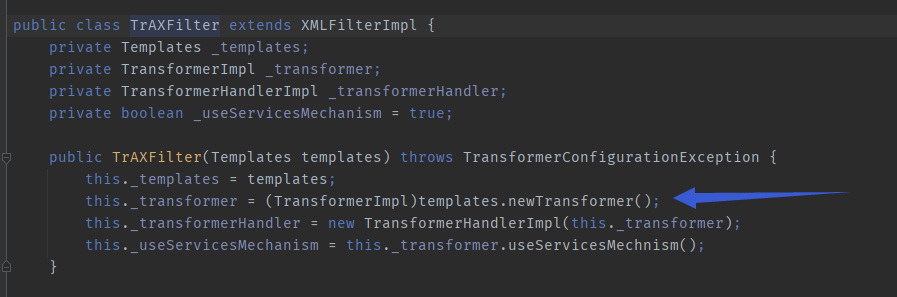 public class TrAXFilter extends XMLFilterImpl {
private Templates _templates;
private TransformerImpl _transformer;
private TransformerHandlerImpl _transformerHandler;
private boolean _useServicesMechanism = true;
public TrAXFilter(Templates templates) throws TransformerConfigurationException {
this._templates = templates;
this._transformer = (TransformerImpl)templates.newTransformer();
this._transformerHandler = new TransformerHandlerImpl(this._transformer);
this._useServicesMechanism = this._transformer.useServicesMechnism();
}